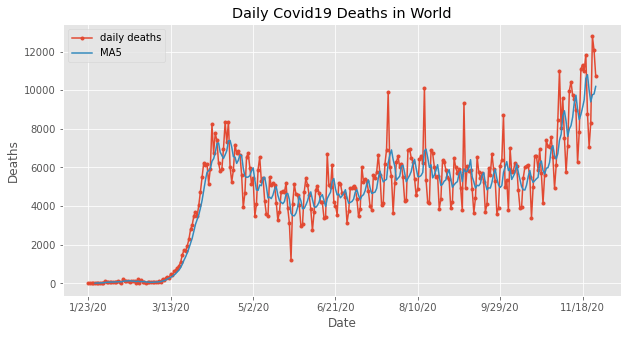 Daily Covid19 Deaths in World
daily deaths
MA5
12000
10000
8000
6000
4000
2000
0
Deaths
1/23/20 3/13/20 5/2/20 6/21/20 8/10/20 9/29/20 11/18/20
Date